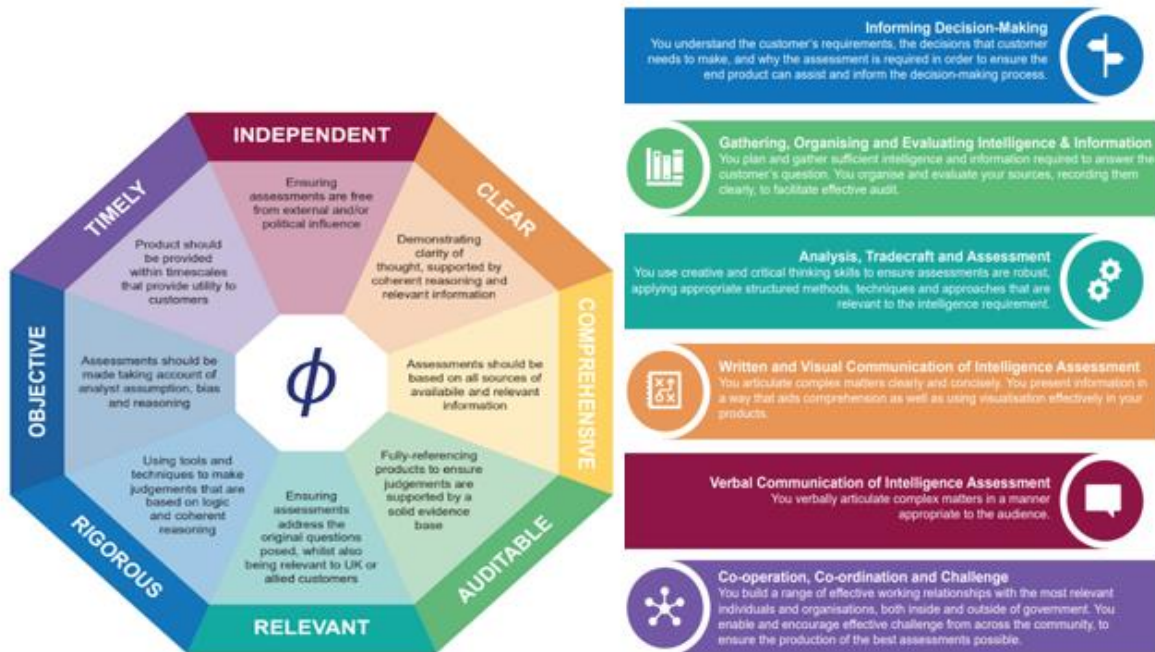 INDEPENDENT
Ensuring
assessments are free
from external and/or
political influence
CLEAR
Demonstrating
clarity of
thought, supported by
coherent reasoning and
relevant information
COMPREHENSIVE
Assessments should be
based on all sources of
available and relevant
information
AUDITABLE
Fully-referencing
products to ensure
judgements are
supported by a
solid evidence
base
RELEVANT
Ensuring
assessments
address the
original questions
posed, whilst also
being relevant to UK or
allied customers
RIGOROUS
Using tools and
techniques to make
judgements that are
based on logic
and coherent
reasoning
OBJECTIVE
Assessments should be
made taking account of
analyst assumption, bias
and reasoning
TIMELY
Product should
be provided
within timescales
that provide utility to
customers
ϕ
Informing Decision-Making
You understand the customer's requirements, the decisions that customer
needs to make, and why the assessment is required in order to ensure the
end product can assist and inform the decision-making process.
Gathering, Organising and Evaluating Intelligence & Information
You plan and gather sufficient intelligence and information required to answer the
customer's question. You organise and evaluate your sources, recording them
clearly, to facilitate effective audit.
Analysis, Tradecraft and Assessment
You use creative and critical thinking skills to ensure assessments are robust,
applying appropriate structured methods, techniques and approaches that are
relevant to the intelligence requirement.
Written and Visual Communication of Intelligence Assessment
You articulate complex matters clearly and concisely. You present information in
a way that aids comprehension as well as using visualisation effectively in your
products.
Verbal Communication of Intelligence Assessment
You verbally articulate complex matters in a manner
appropriate to the audience.
Co-operation, Co-ordination and Challenge
You build a range of effective working relationships with the most relevant
individuals and organisations, both inside and outside of government. You
enable and encourage effective challenge from across the community, to
ensure the production of the best assessments possible.